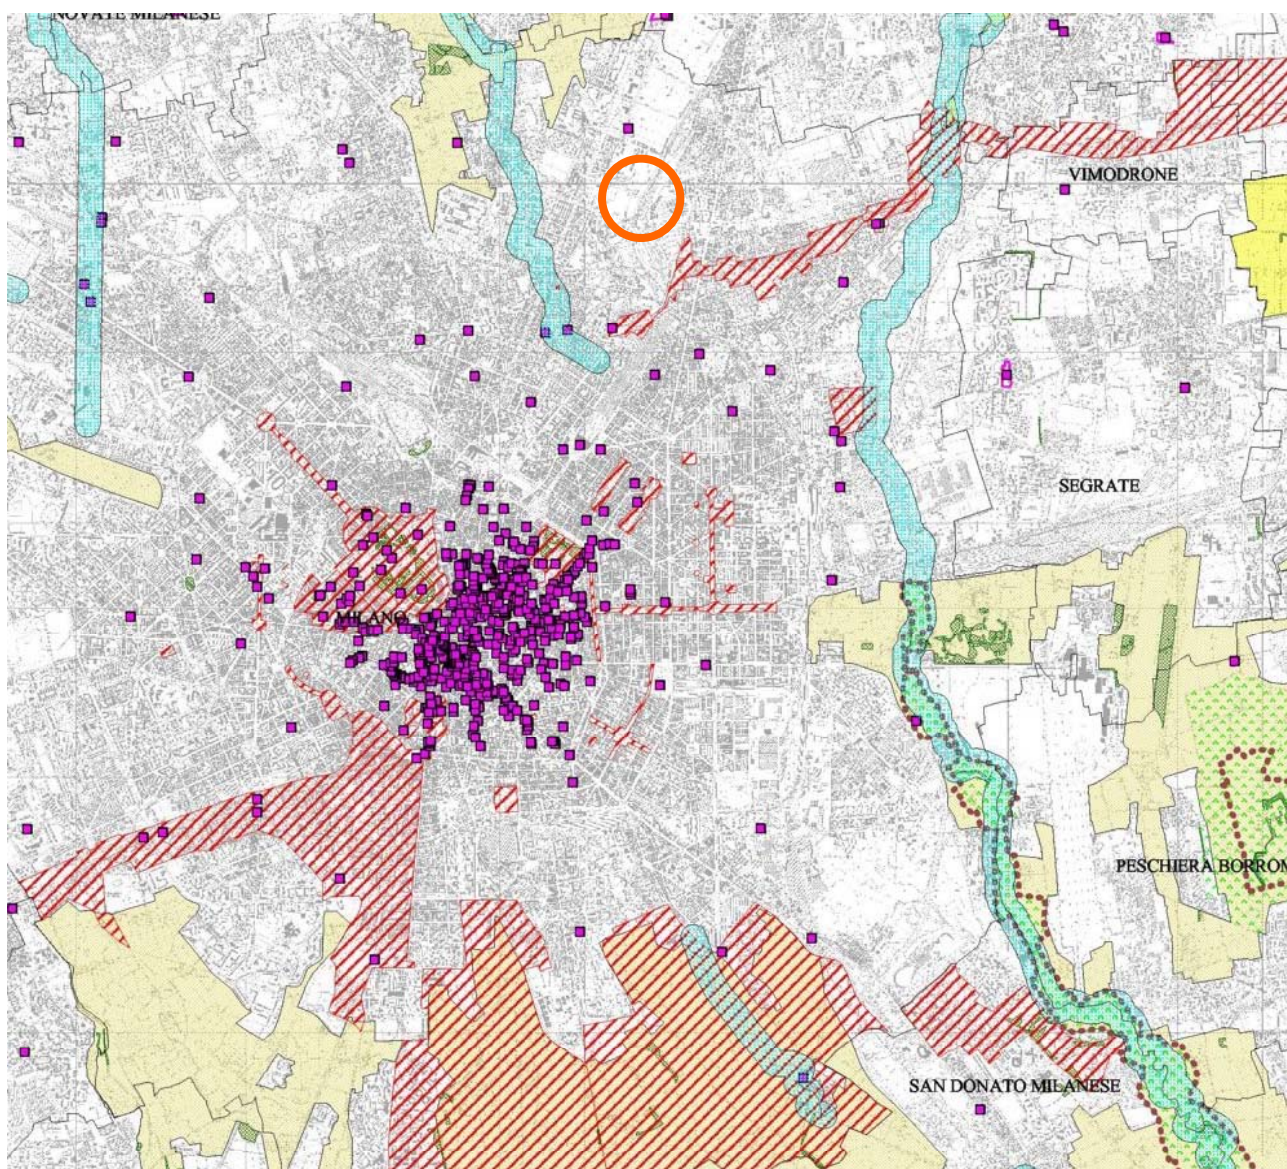 NOVATE MILANESE
VIMODRONE
SEGRATE
MILANO
PESCHIERA BORROM
SAN DONATO MILANESE